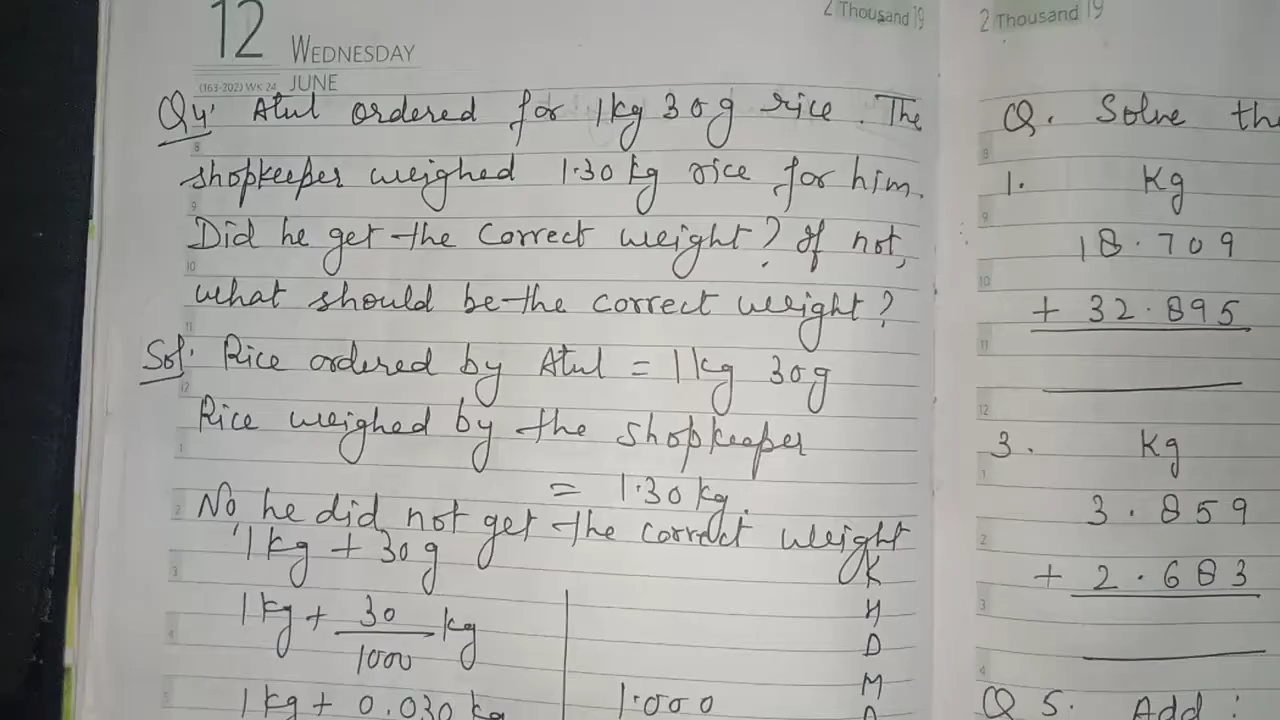 12 WEDNESDAY
JUNE
(163-202) WK 24
2 Thousand 19
Q4. Atul ordered for 1kg 30g rice. The
shopkeeper weighed 1.30 kg rice for him.
Did he get the correct weight? If not,
what should be the correct weight?
Sol. Rice ordered by Atul = 1kg 30g
Rice weighed by the shopkeeper
= 1.30 kg.
No, he did not get the correct weight
1kg + 30g
1kg + 30/1000 kg
1kg + 0.030 kg
1.000
K
H
D
M
2 Thousand 19
Q. Solve the
1. Kg
18.709
+ 32.895
3. Kg
3.859
+ 2.683
Q 5. Add: